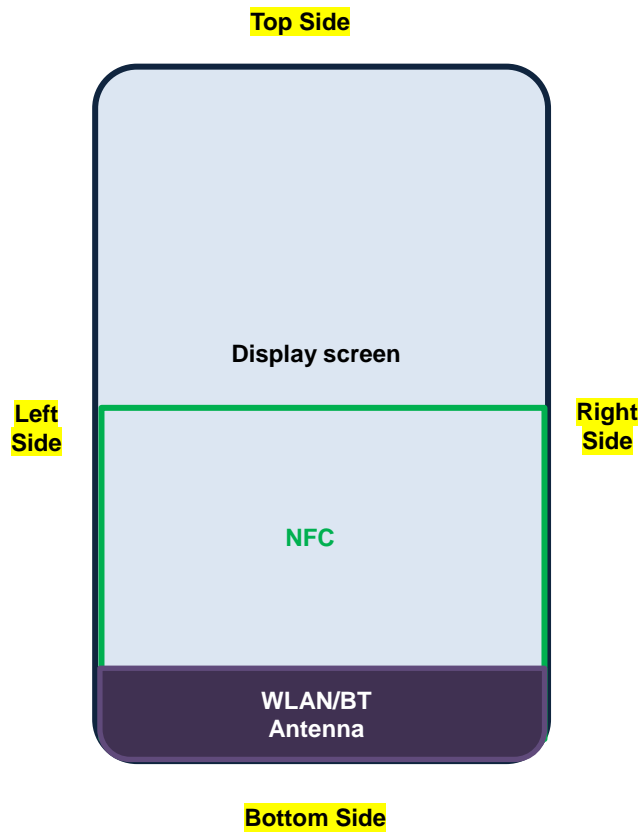 Top Side
Display screen
Left
Side
Right
Side
NFC
WLAN/BT
Antenna
Bottom Side